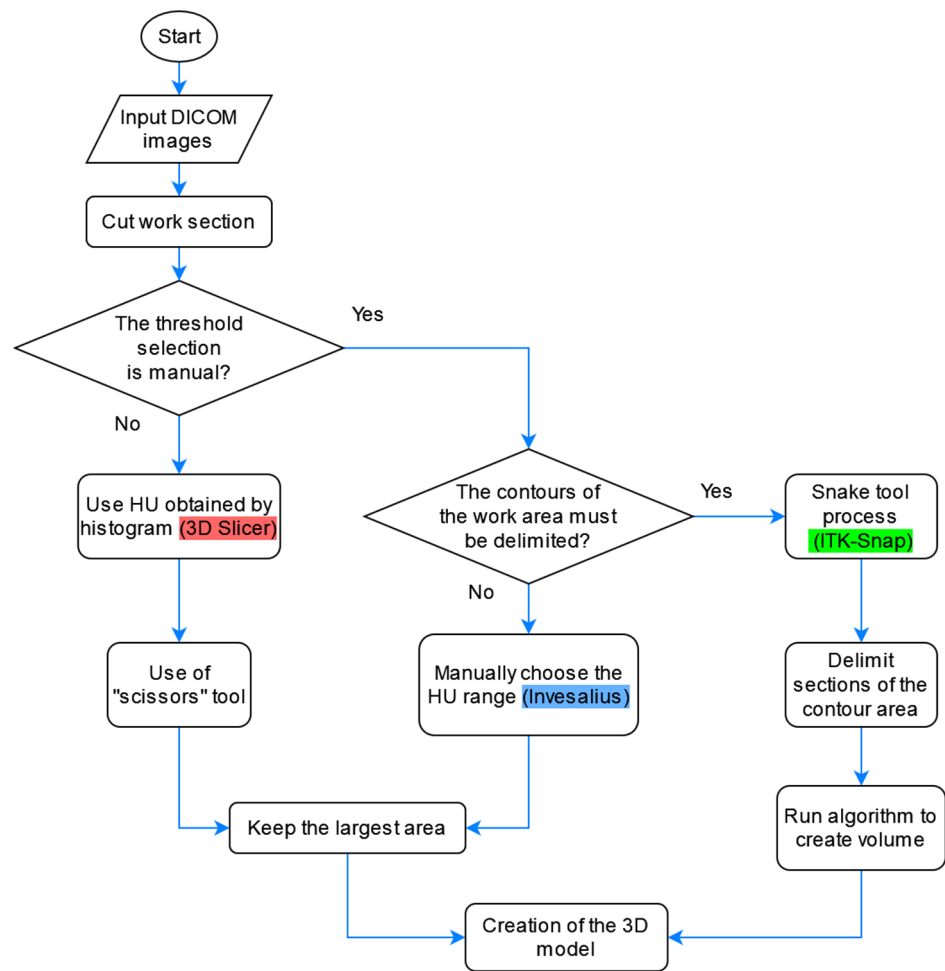 Start
Input DICOM
images
Cut work section
The threshold
selection
is manual?
Yes
No
Use HU obtained by
histogram (3D Slicer)
The contours of
the work area must
be delimited?
Yes
Snake tool
process
(ITK-Snap)
No
Use of
"scissors" tool
Manually choose the
HU range (Invesalius)
Delimit
sections of the
contour area
Keep the largest area
Run algorithm to
create volume
Creation of the 3D
model